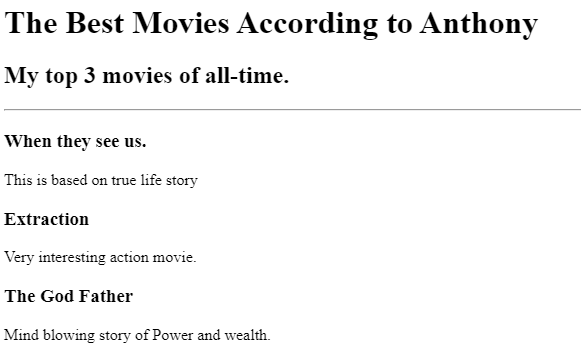 The Best Movies According to Anthony
My top 3 movies of all-time.
When they see us.
This is based on true life story
Extraction
Very interesting action movie.
The God Father
Mind blowing story of Power and wealth.